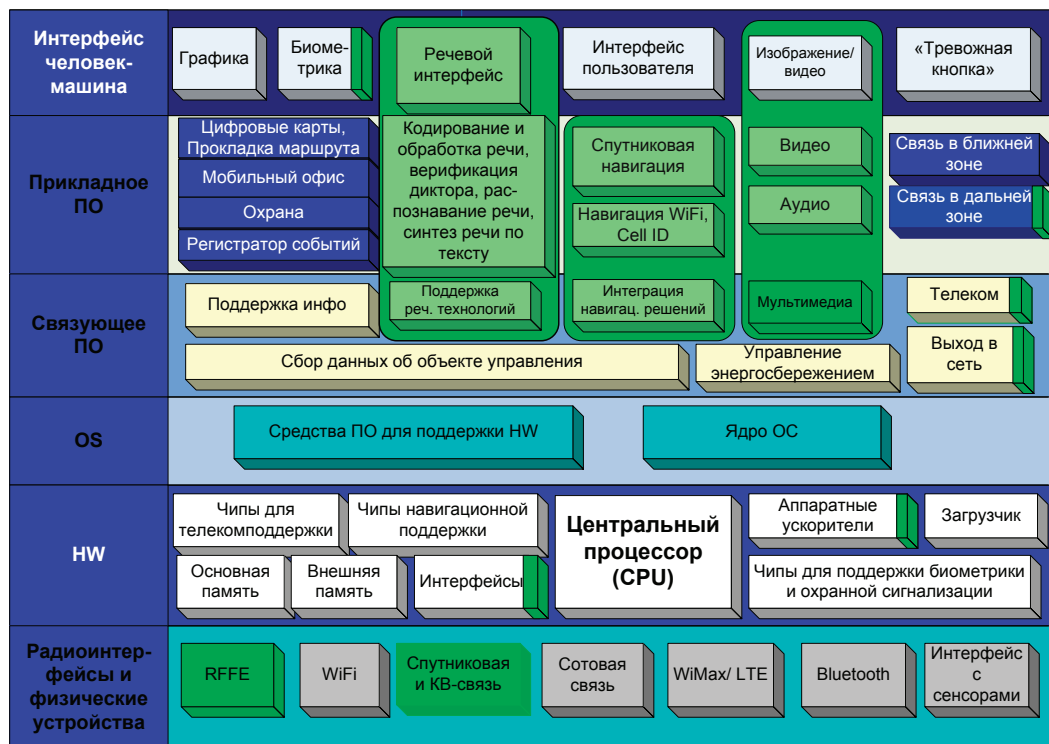 Интерфейс
человек-
машина
Графика
Биоме-
трика
Речевой
интерфейс
Интерфейс
пользователя
Изображение/
видео
«Тревожная
кнопка»
Прикладное
ПО
Цифровые карты,
Прокладка маршрута
Мобильный офис
Охрана
Регистратор событий
Кодирование и
обработка речи,
верификация
диктора, рас-
познавание речи,
синтез речи по
тексту
Спутниковая
навигация
Навигация WiFi,
Cell ID
Видео
Аудио
Связь в ближней
зоне
Связь в дальней
зоне
Связующее
ПО
Поддержка инфо
Поддержка
реч. технологий
Интеграция
навигац. решений
Мультимедиа
Телеком
Сбор данных об объекте управления
Управление
энергосбережением
Выход в
сеть
OS
Средства ПО для поддержки HW
Ядро ОС
HW
Чипы для
телекомподдержки
Чипы навигационной
поддержки
Центральный
процессор
(CPU)
Аппаратные
ускорители
Загрузчик
Основная
память
Внешняя
память
Интерфейсы
Чипы для поддержки биометрики
и охранной сигнализации
Радиоинтер-
фейсы и
физические
устройства
RFFE
WiFi
Спутниковая
и КВ-связь
Сотовая
связь
WiMax/ LTE
Bluetooth
Интерфейс
с
сенсорами